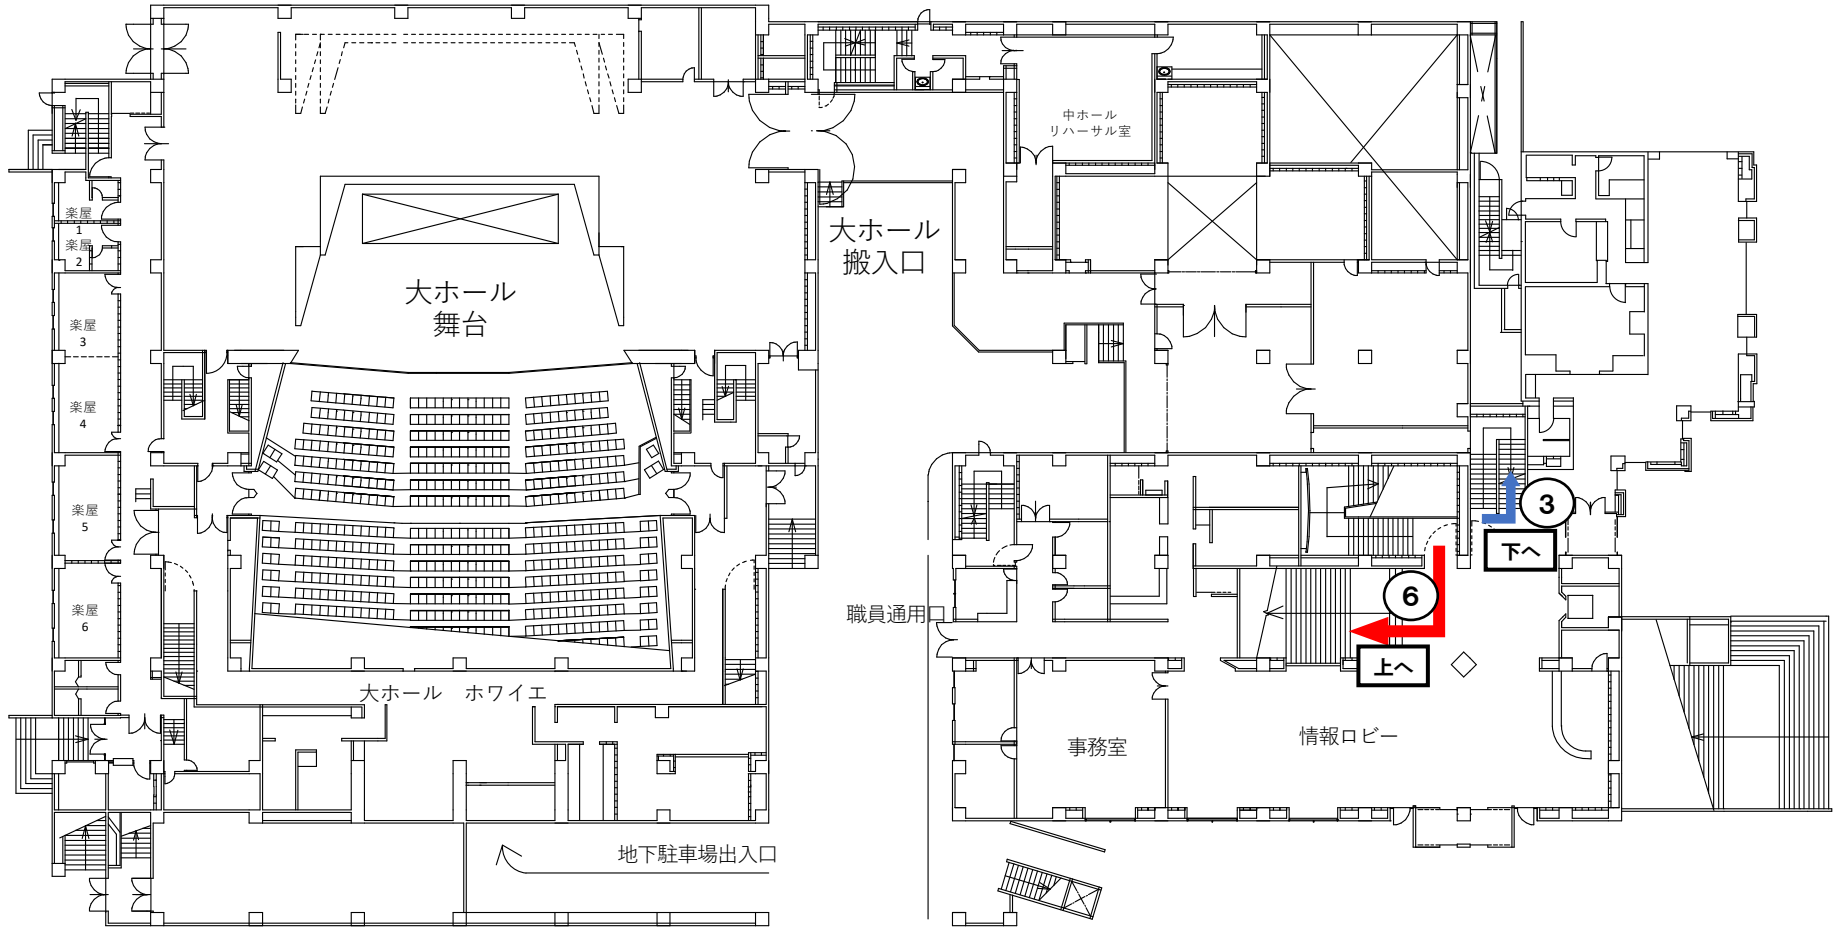 中ホール
リハーサル室
楽屋
1
楽屋
2
大ホール
搬入口
大ホール
舞台
楽屋
3
楽屋
4
楽屋
5
楽屋
6
3
下へ
6
上へ
職員通用口
大ホール ホワイエ
事務室
情報ロビー
地下駐車場出入口